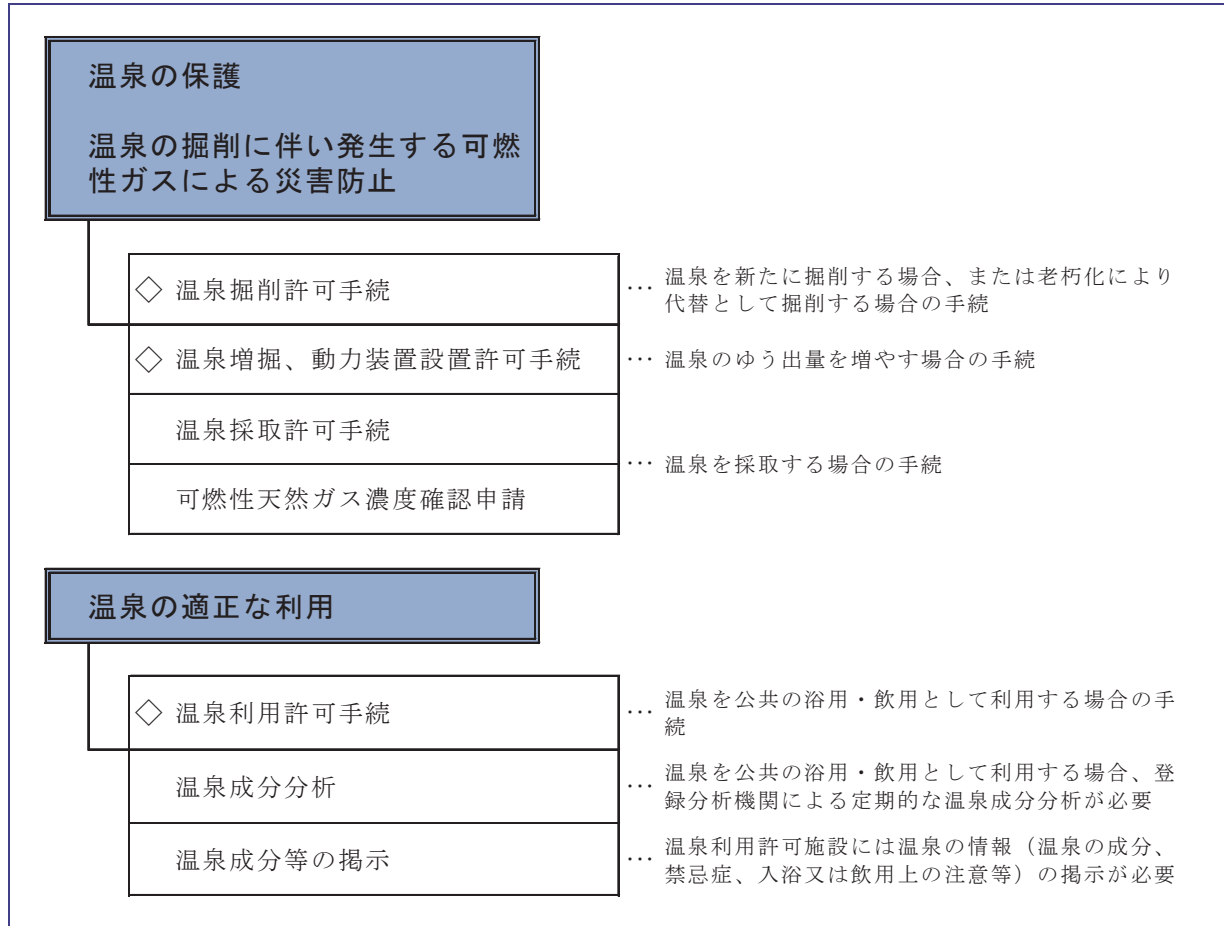 温泉の保護
温泉の掘削に伴い発生する可燃
性ガスによる災害防止
◇ 温泉掘削許可手続
… 温泉を新たに掘削する場合、または老朽化により
代替として掘削する場合の手続
◇ 温泉増掘、動力装置設置許可手続
… 温泉のゆう出量を増やす場合の手続
温泉採取許可手続
… 温泉を採取する場合の手続
可燃性天然ガス濃度確認申請
温泉の適正な利用
◇ 温泉利用許可手続
… 温泉を公共の浴用・飲用として利用する場合の手
続
温泉成分分析
… 温泉を公共の浴用・飲用として利用する場合、登
録分析機関による定期的な温泉成分分析が必要
温泉成分等の掲示
… 温泉利用許可施設には温泉の情報（温泉の成分、
禁忌症、入浴又は飲用上の注意等）の掲示が必要